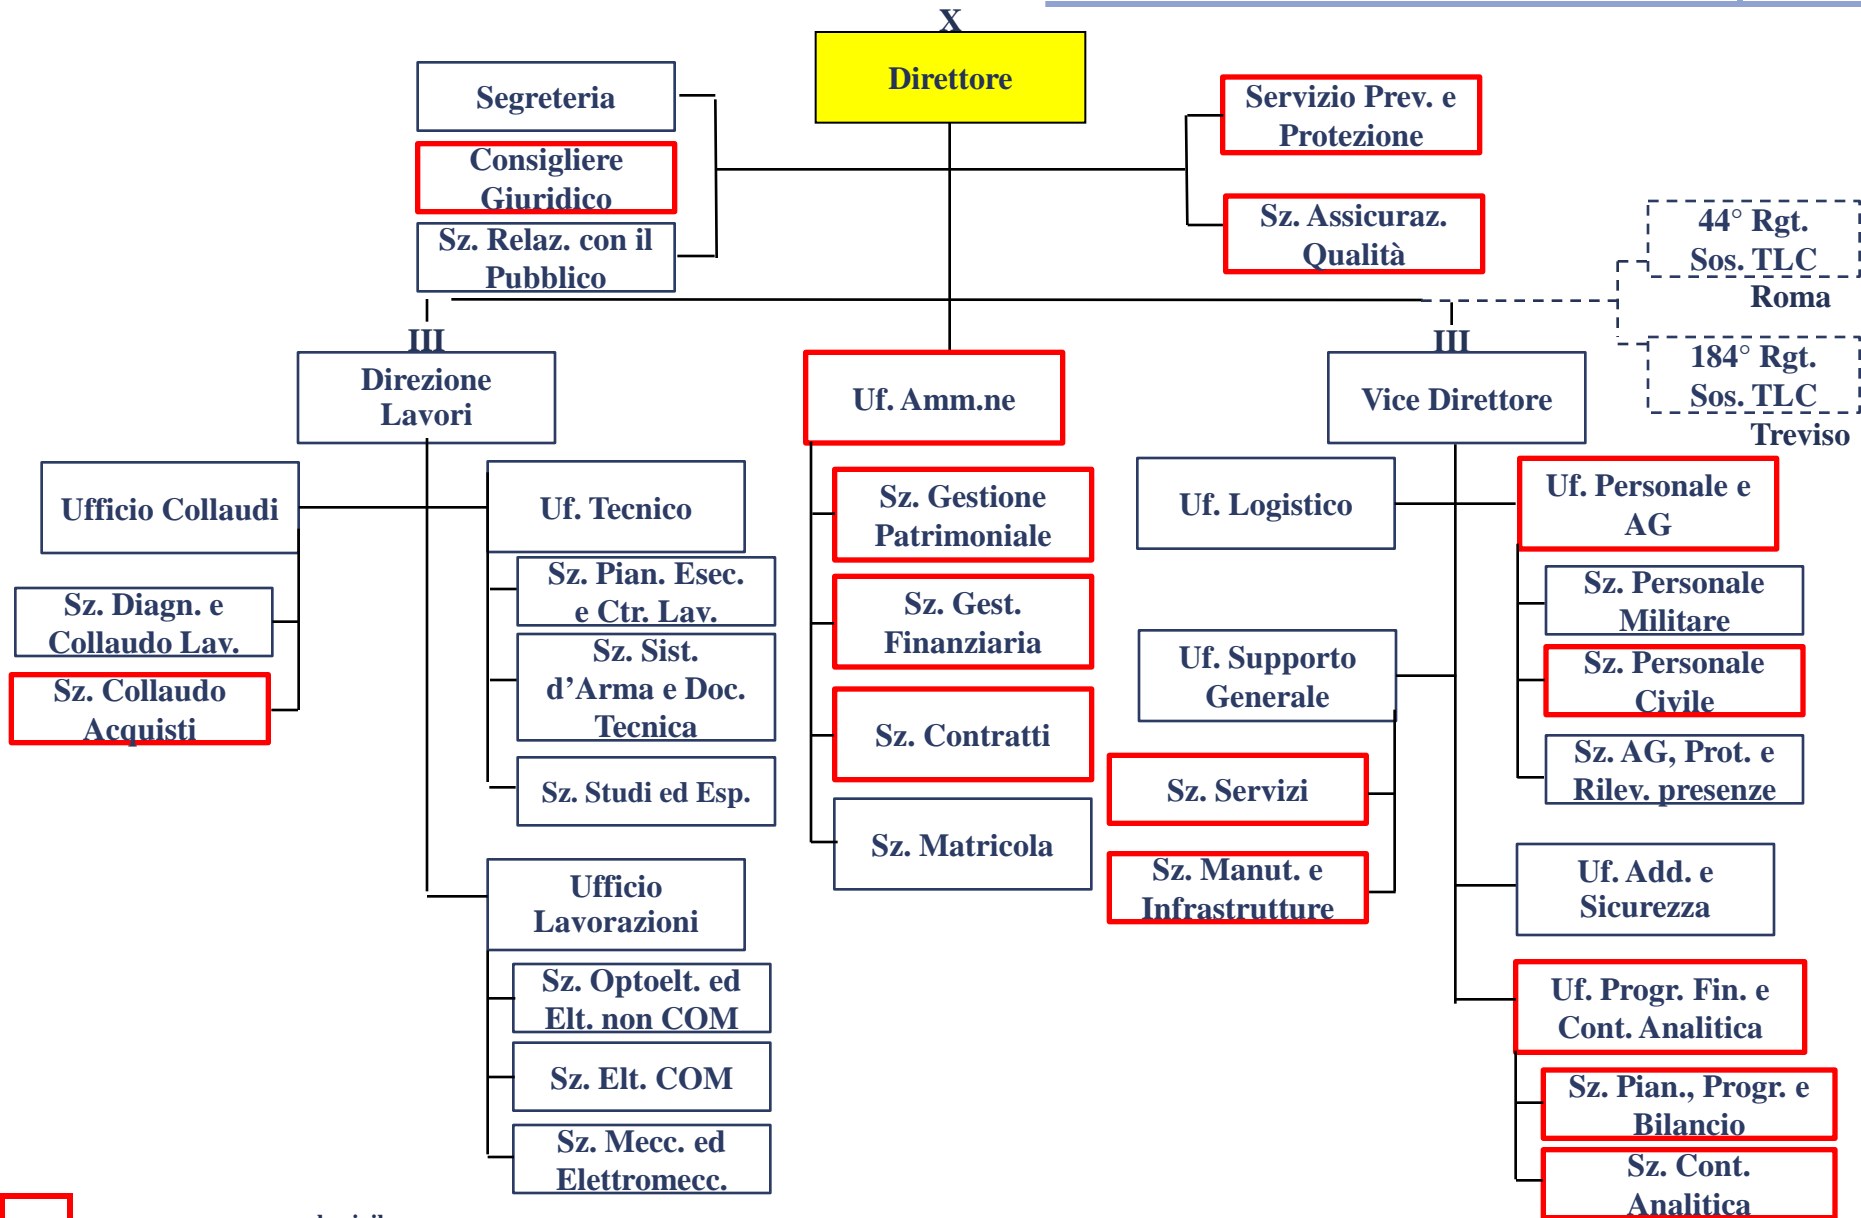 X
Direttore
Segreteria
Consigliere
Giuridico
Sz. Relaz. con il
Pubblico
Servizio Prev. e
Protezione
Sz. Assicuraz.
Qualità
44° Rgt.
Sos. TLC
Roma
184° Rgt.
Sos. TLC
Treviso
III
Direzione
Lavori
Uf. Amm.ne
III
Vice Direttore
Ufficio Collaudi
Sz. Diagn. e
Collaudo Lav.
Sz. Collaudo
Acquisti
Uf. Tecnico
Sz. Pian. Esec.
e Ctr. Lav.
Sz. Sist.
d'Arma e Doc.
Tecnica
Sz. Studi ed Esp.
Ufficio
Lavorazioni
Sz. Optoelt. ed
Elt. non COM
Sz. Elt. COM
Sz. Mecc. ed
Elettromecc.
Sz. Gestione
Patrimoniale
Sz. Gest.
Finanziaria
Sz. Contratti
Sz. Matricola
Uf. Logistico
Uf. Supporto
Generale
Sz. Servizi
Sz. Manut. e
Infrastrutture
Uf. Personale e
AG
Sz. Personale
Militare
Sz. Personale
Civile
Sz. AG, Prot. e
Rilev. presenze
Uf. Add. e
Sicurezza
Uf. Progr. Fin. e
Cont. Analitica
Sz. Pian., Progr. e
Bilancio
Sz. Cont.
Analitica